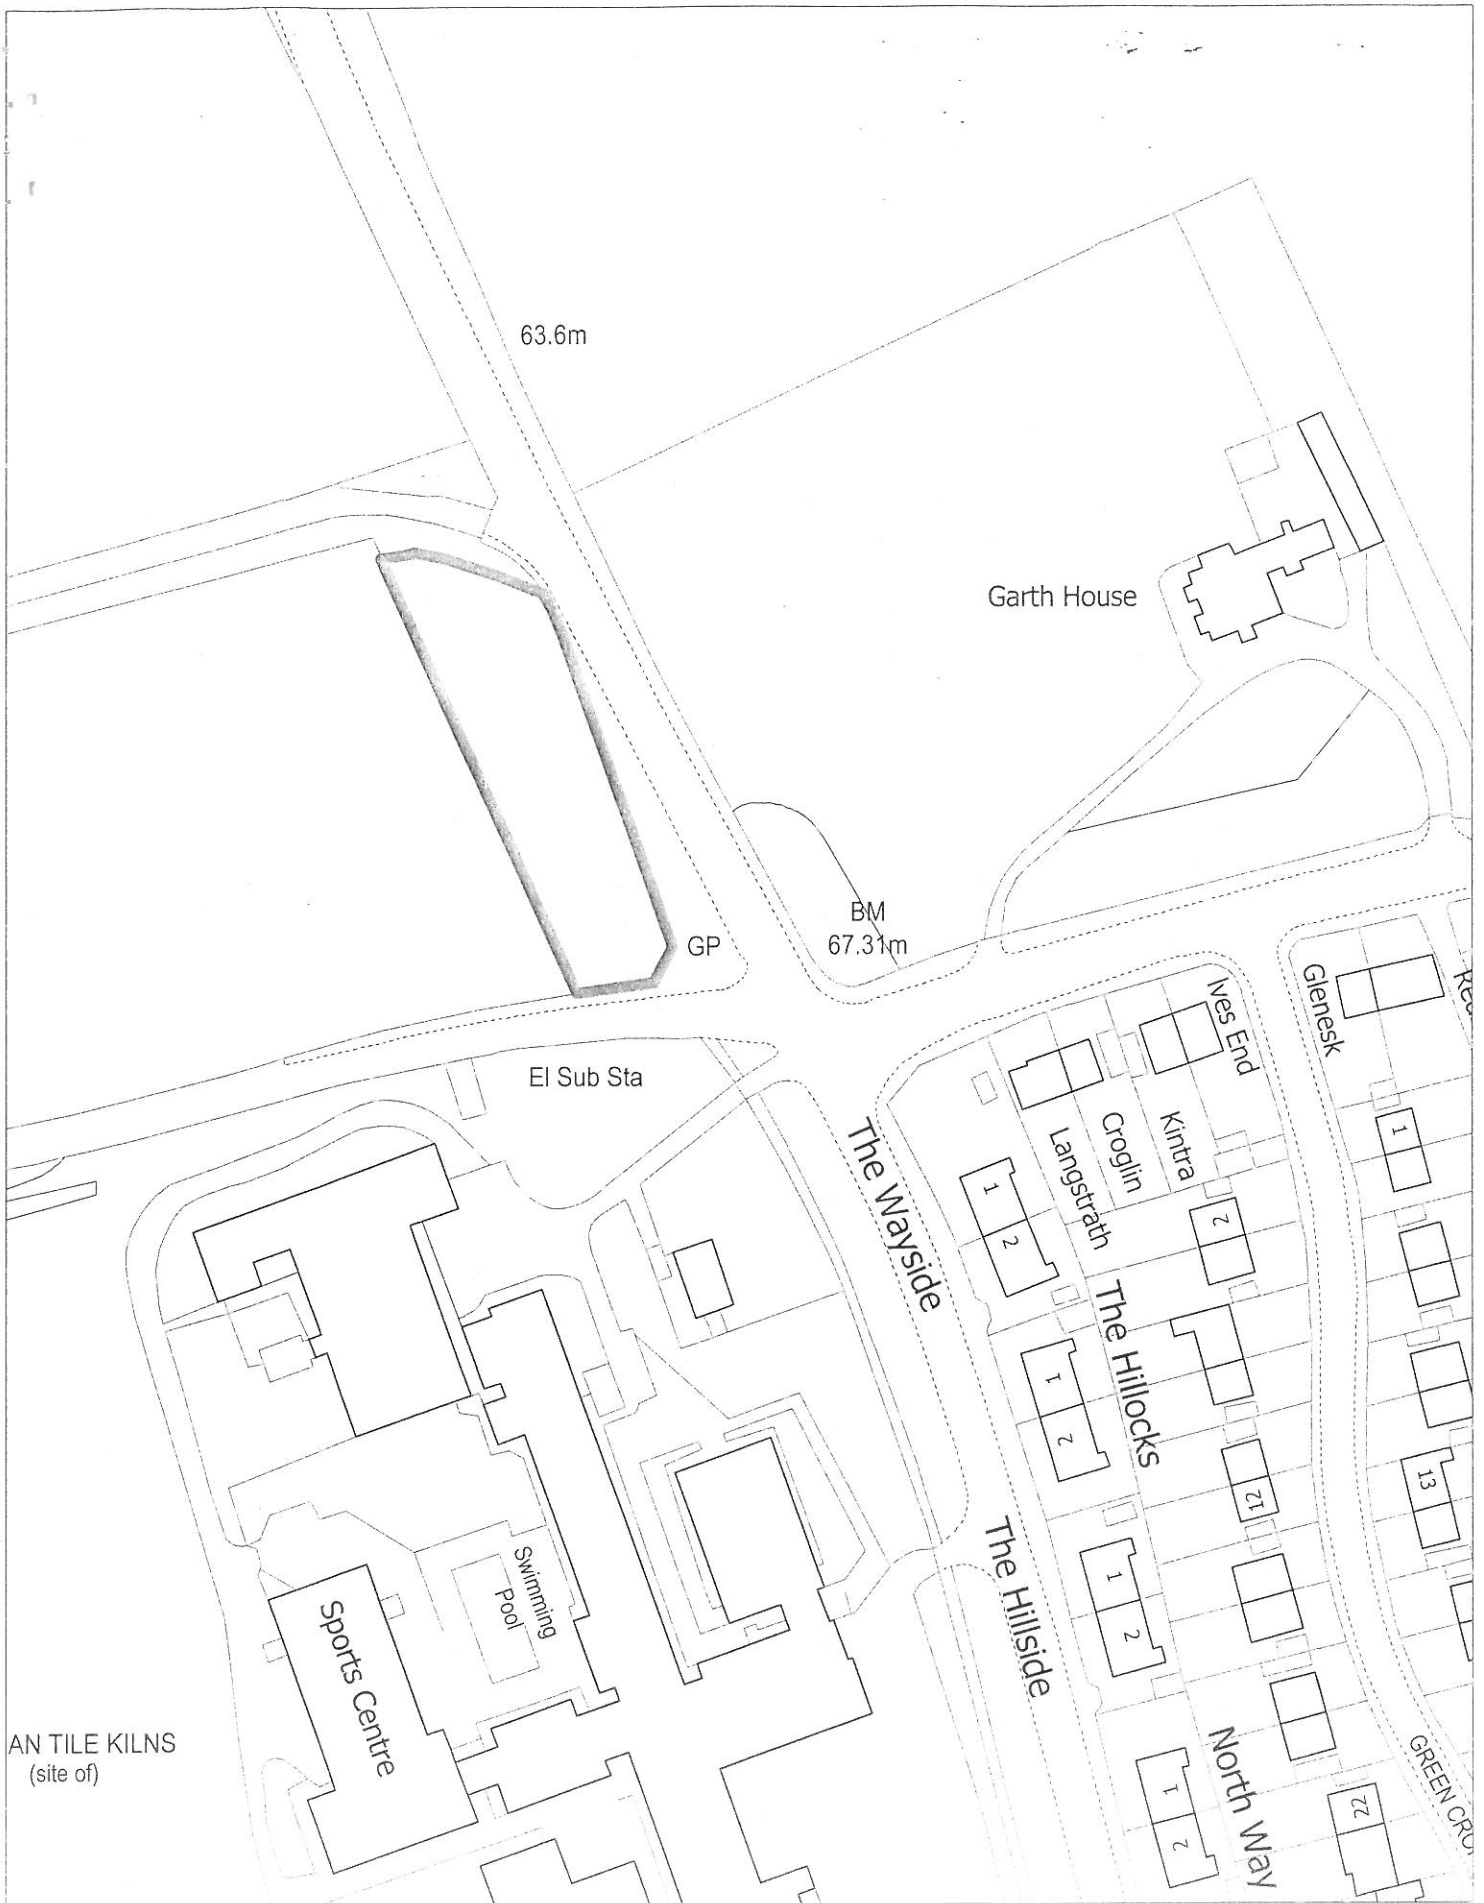 63.6m
Garth House
BM
67.31m
GP
El Sub Sta
Ives End
Glenesk
Kintra
Croglin
Langstrath
The Wayside
1
2
2
1
The Hillocks
1
2
12
13
The Hillside
1
2
Swimming
Pool
Sports Centre
AN TILE KILNS
(site of)
North Way
1
2
22
GREEN CRO